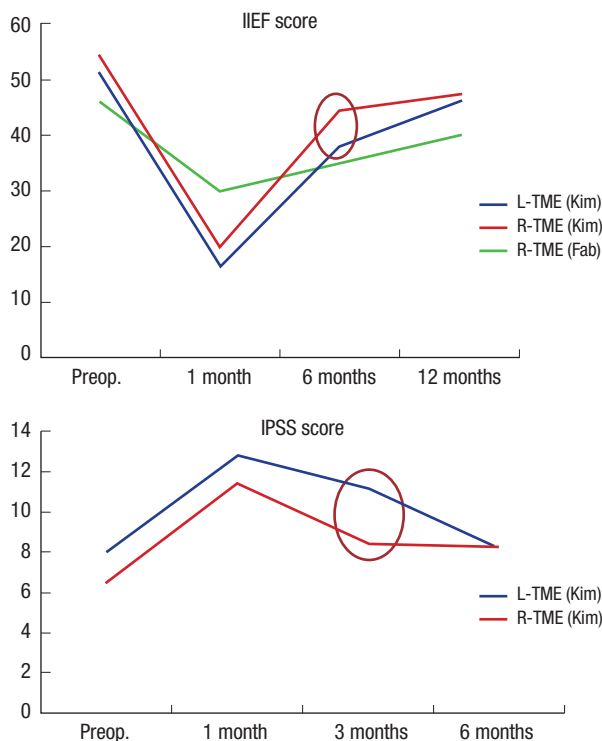 IIEF score
60
50
40
30
20
10
0
Preop. 1 month 6 months 12 months
L-TME (Kim)
R-TME (Kim)
R-TME (Fab)
IPSS score
14
12
10
8
6
4
2
0
Preop. 1 month 3 months 6 months
L-TME (Kim)
R-TME (Kim)